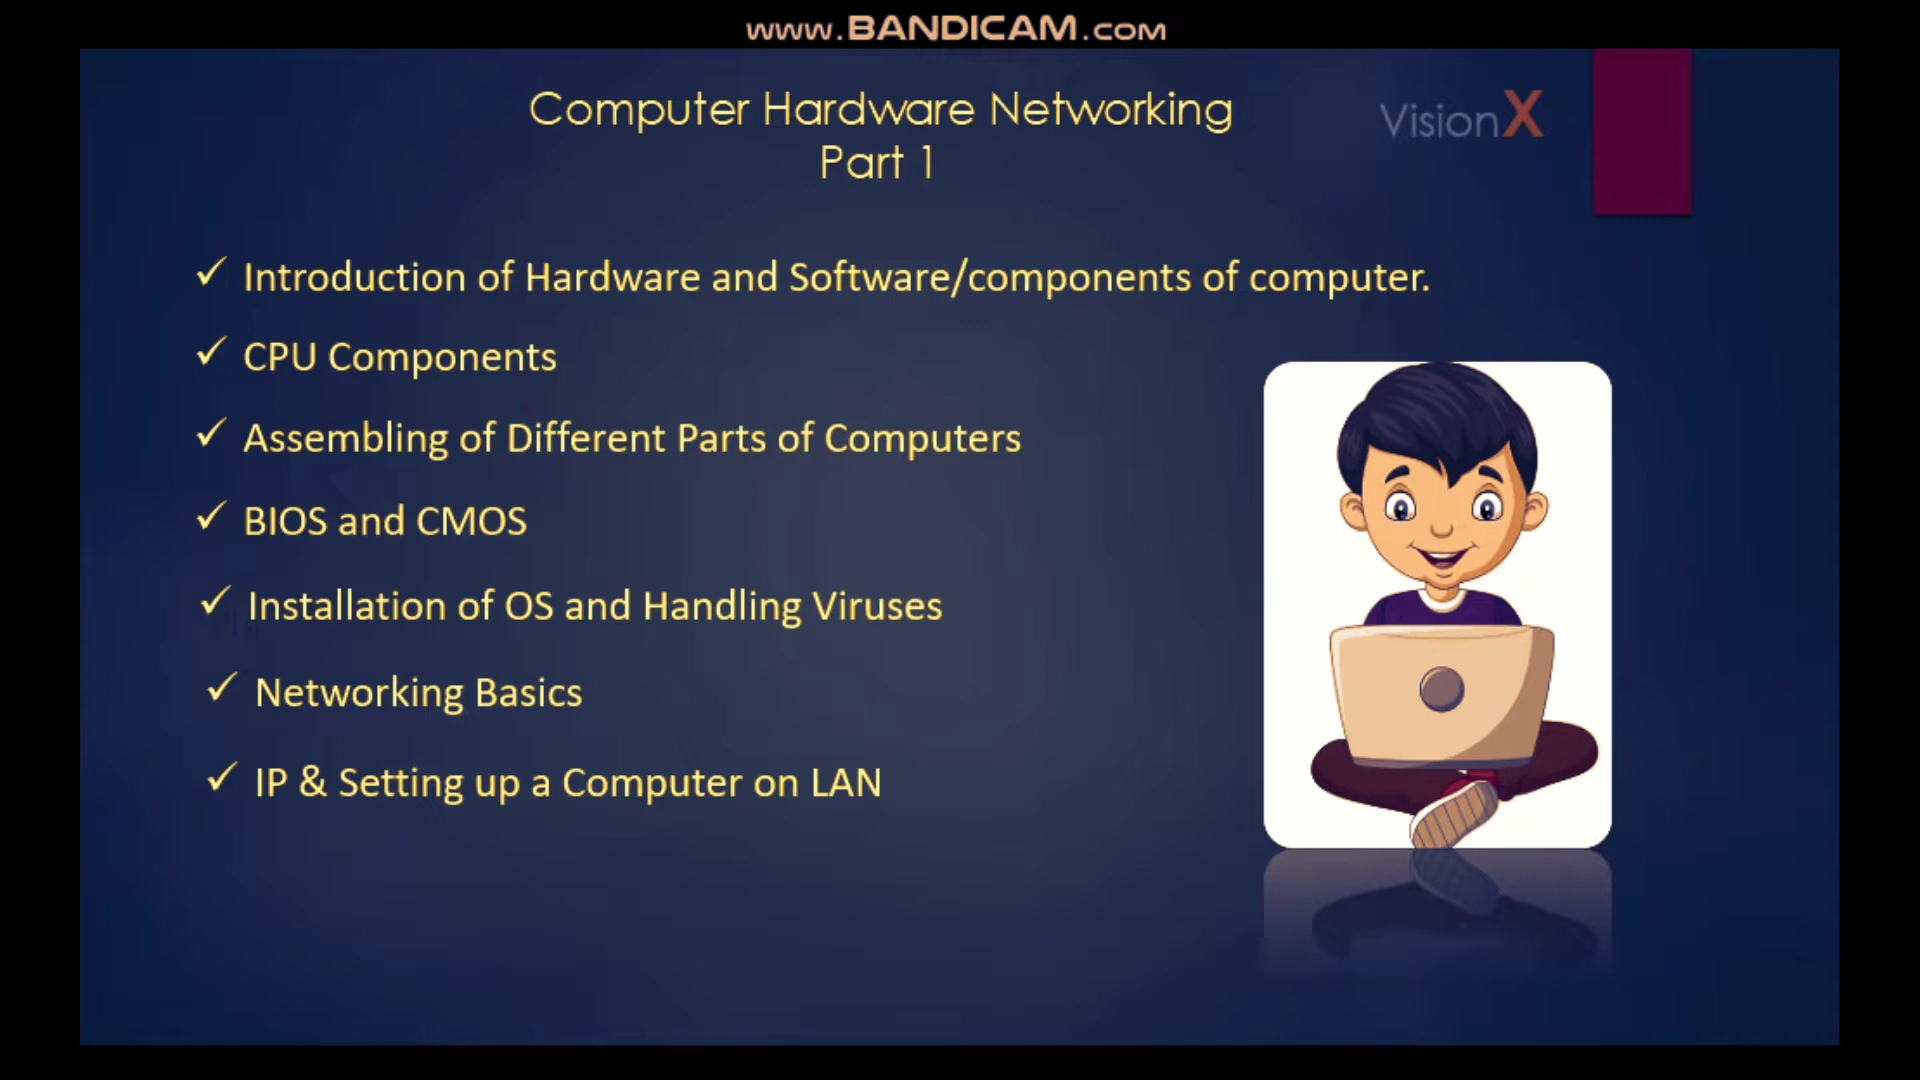 www.BANDICAM.com
Computer Hardware Networking
Part 1
VisionX
✓ Introduction of Hardware and Software/components of computer.
✓ CPU Components
✓ Assembling of Different Parts of Computers
✓ BIOS and CMOS
✓ Installation of OS and Handling Viruses
✓ Networking Basics
✓ IP & Setting up a Computer on LAN